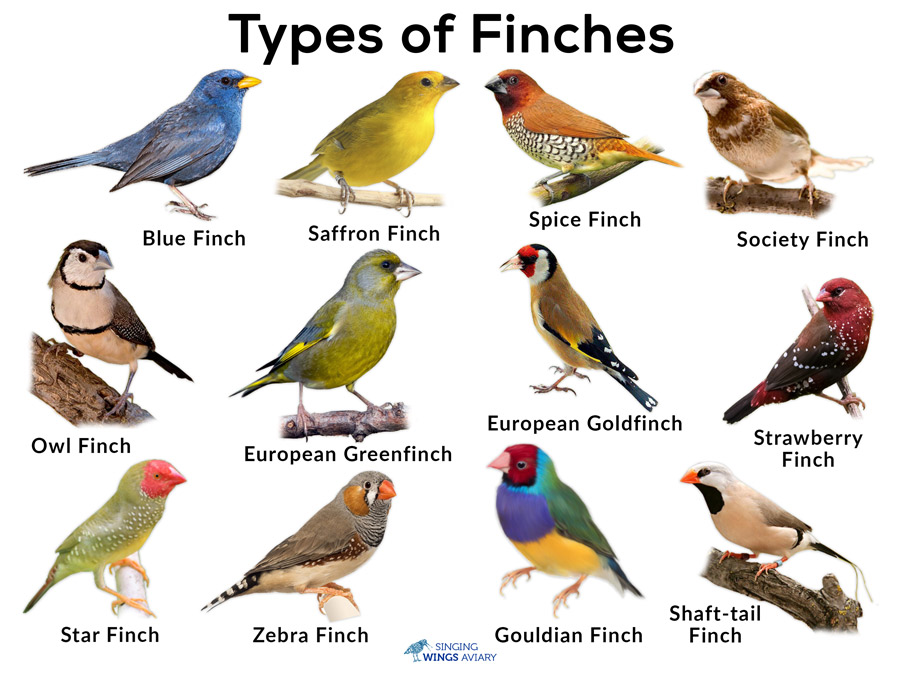 Types of Finches
Blue Finch
Saffron Finch
Spice Finch
Society Finch
Owl Finch
European Greenfinch
European Goldfinch
Strawberry
Finch
Star Finch
Zebra Finch
Gouldian Finch
Shaft-tail
Finch
SINGING
WINGS AVIARY